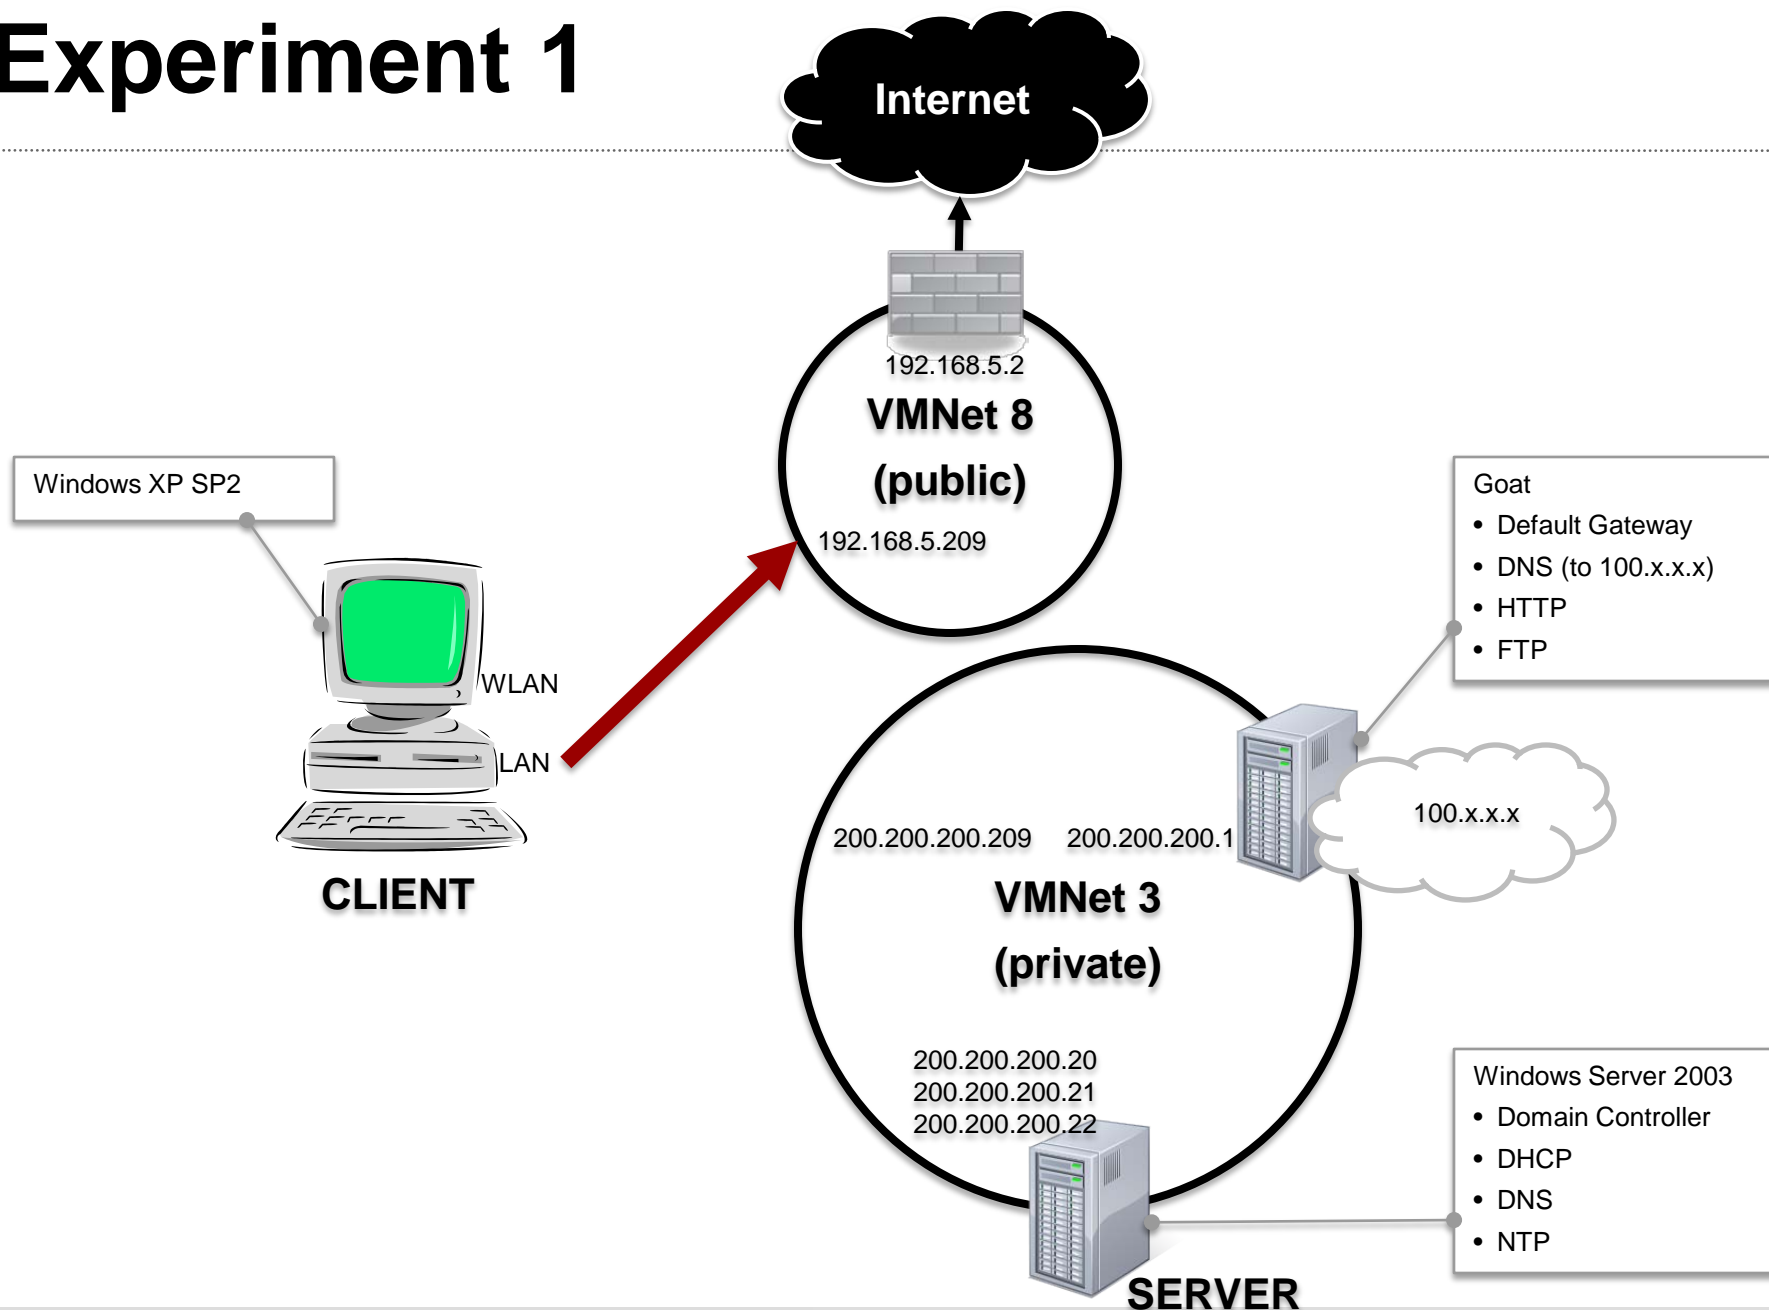 Experiment 1
Internet
192.168.5.2
VMNet 8
(public)
192.168.5.209
Windows XP SP2
WLAN
LAN
CLIENT
Goat
• Default Gateway
• DNS (to 100.x.x.x)
• HTTP
• FTP
100.x.x.x
200.200.200.209
200.200.200.1
VMNet 3
(private)
200.200.200.20
200.200.200.21
200.200.200.22
Windows Server 2003
• Domain Controller
• DHCP
• DNS
• NTP
SERVER